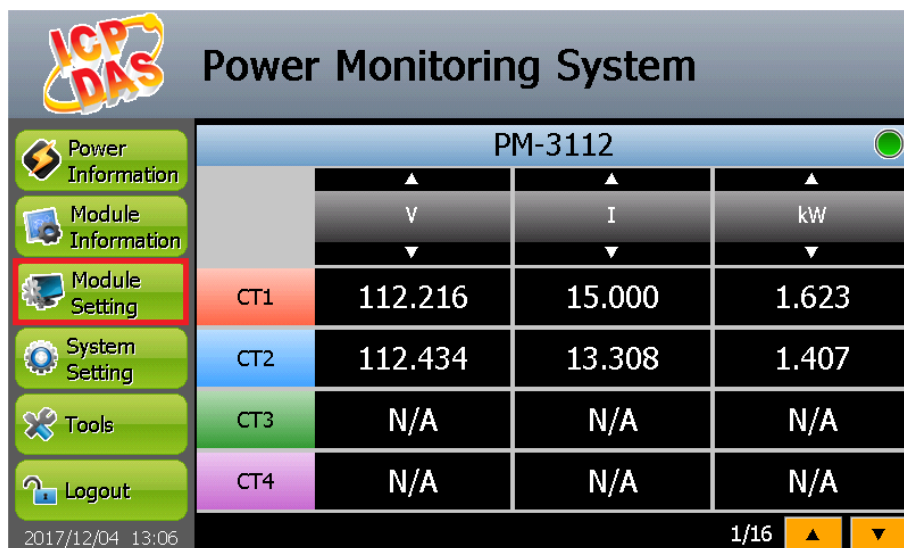 ICP
DAS
Power Monitoring System
Power
Information
Module
Information
Module
Setting
System
Setting
Tools
Logout
2017/12/04 13:06
PM-3112
V I kW
CT1 112.216 15.000 1.623
CT2 112.434 13.308 1.407
CT3 N/A N/A N/A
CT4 N/A N/A N/A
1/16